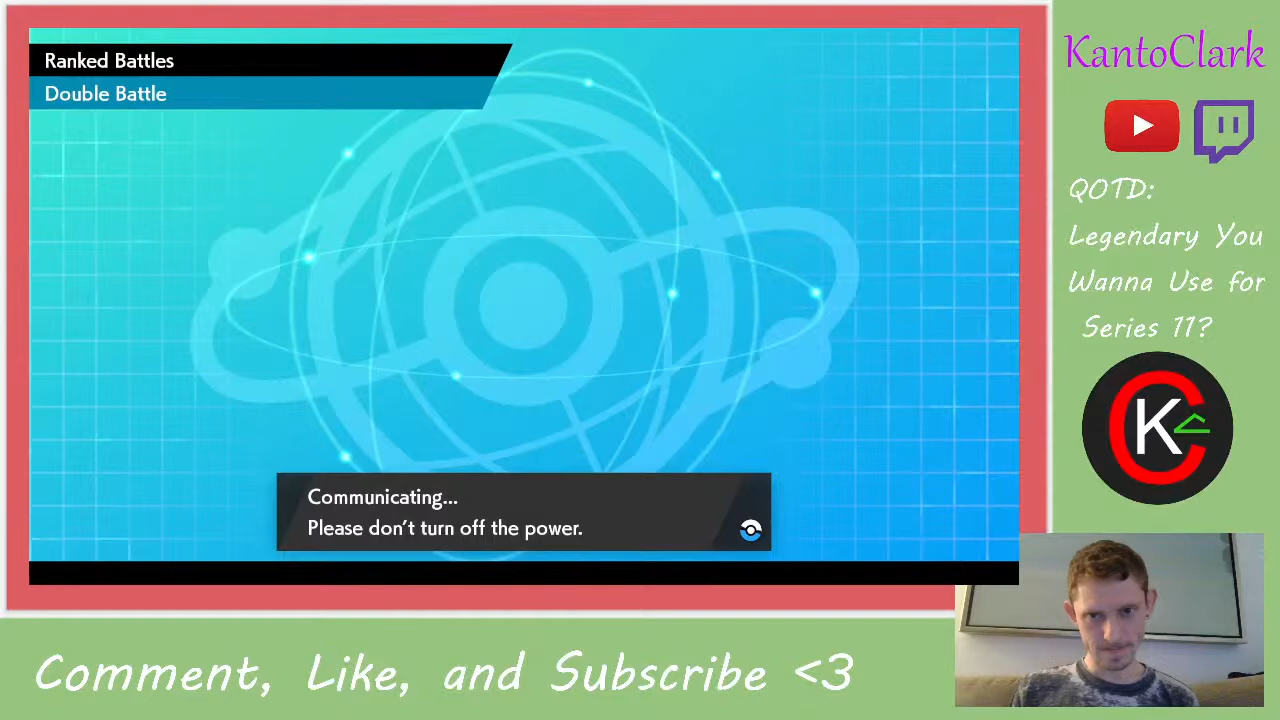 Ranked Battles
Double Battle
KantoClark
QOTD:
Legendary You
Wanna Use for
Series 11?
CK
Communicating...
Please don't turn off the power.
Comment, Like, and Subscribe <3